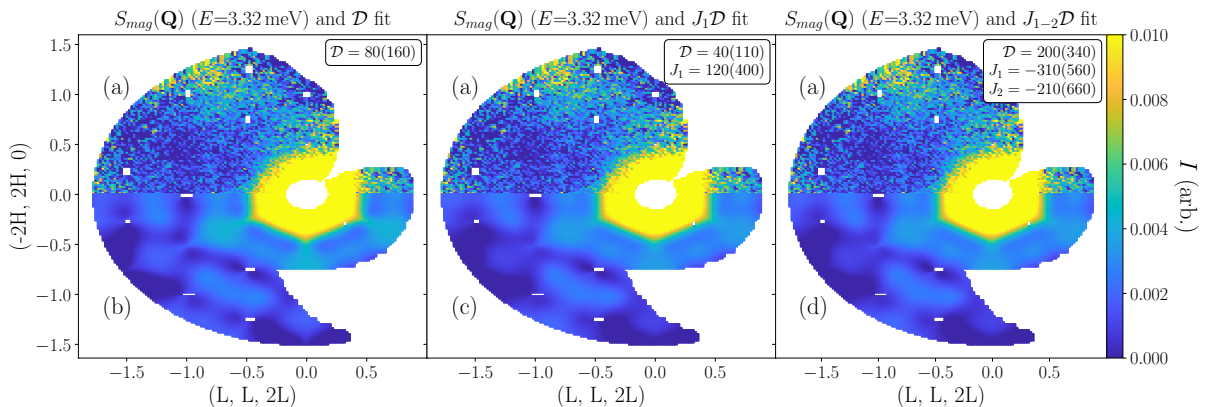 S_mag(Q) (E=3.32 meV) and 𝒟 fit
S_mag(Q) (E=3.32 meV) and J₁𝒟 fit
S_mag(Q) (E=3.32 meV) and J₁₋₂𝒟 fit
𝒟 = 80(160)
𝒟 = 40(110)
J₁ = 120(400)
𝒟 = 200(340)
J₁ = −310(560)
J₂ = −210(660)
(a)
(a)
(a)
(b)
(c)
(d)
(-2H, 2H, 0)
1.5
1.0
0.5
0.0
−0.5
−1.0
−1.5
−1.5 −1.0 −0.5 0.0 0.5
−1.5 −1.0 −0.5 0.0 0.5
−1.5 −1.0 −0.5 0.0 0.5
(L, L, 2L)
(L, L, 2L)
(L, L, 2L)
0.010
0.008
0.006
0.004
0.002
0.000
I (arb.)